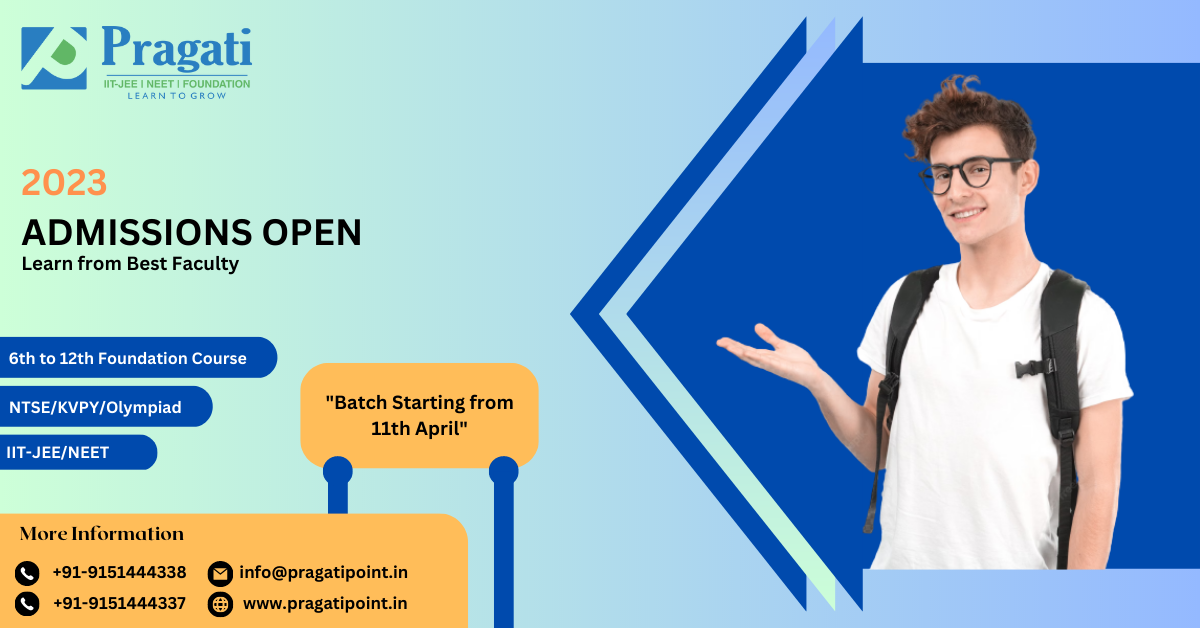 Pragati
IIT-JEE | NEET | FOUNDATION
LEARN TO GROW
2023
ADMISSIONS OPEN
Learn from Best Faculty
6th to 12th Foundation Course
NTSE/KVPY/Olympiad
IIT-JEE/NEET
"Batch Starting from
11th April"
More Information
+91-9151444338 info@pragatipoint.in
+91-9151444337 www.pragatipoint.in